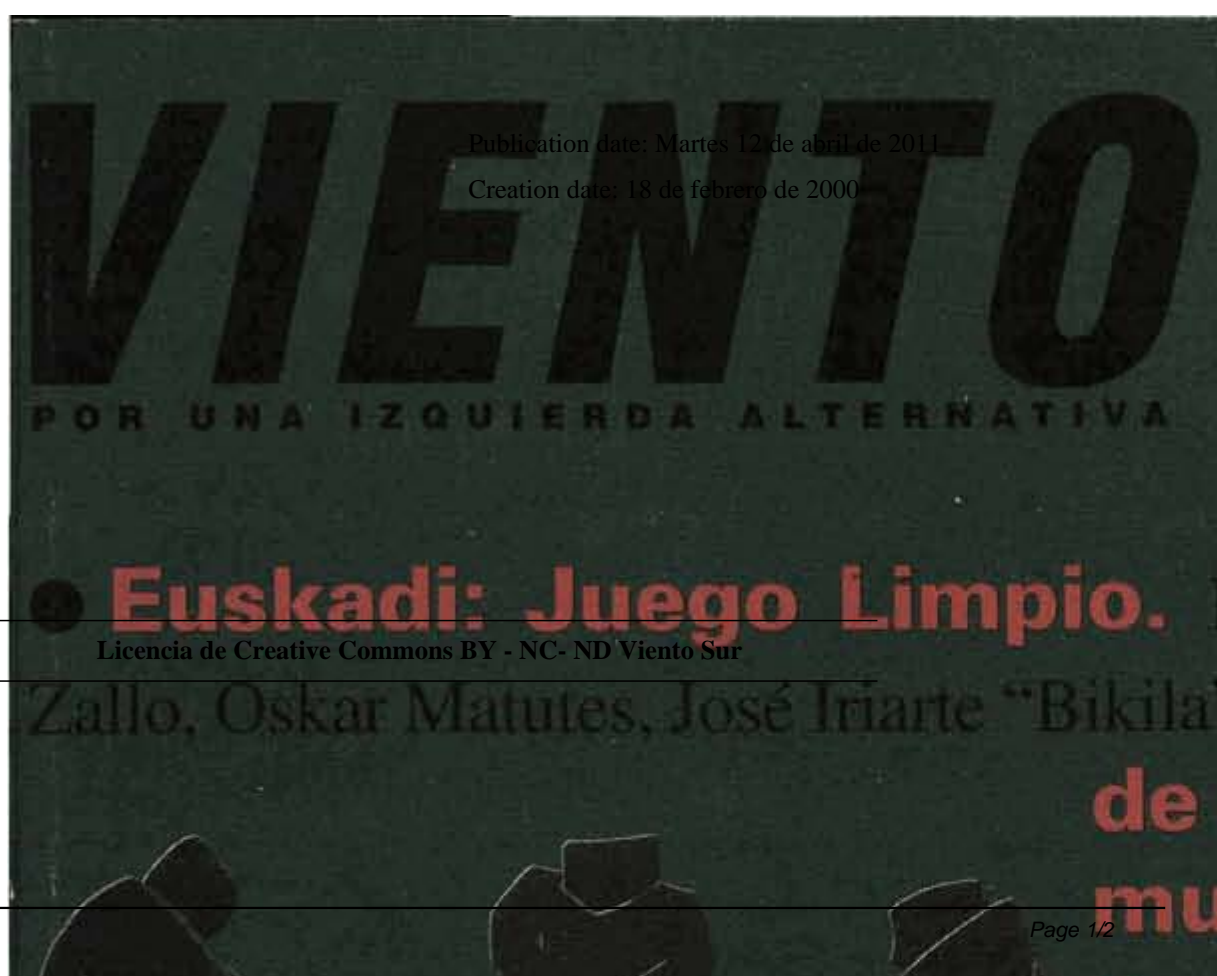 VIENTO
Publication date: Martes 12 de abril de 2011
Creation date: 18 de febrero de 2000
POR UNA IZQUIERDA ALTERNATIVA
Euskadi: Juego Limpio.
Licencia de Creative Commons BY - NC- ND Viento Sur
Zallo, Oskar Matutes, José Iriarte “Bikila”
de
mu
Page 1/2